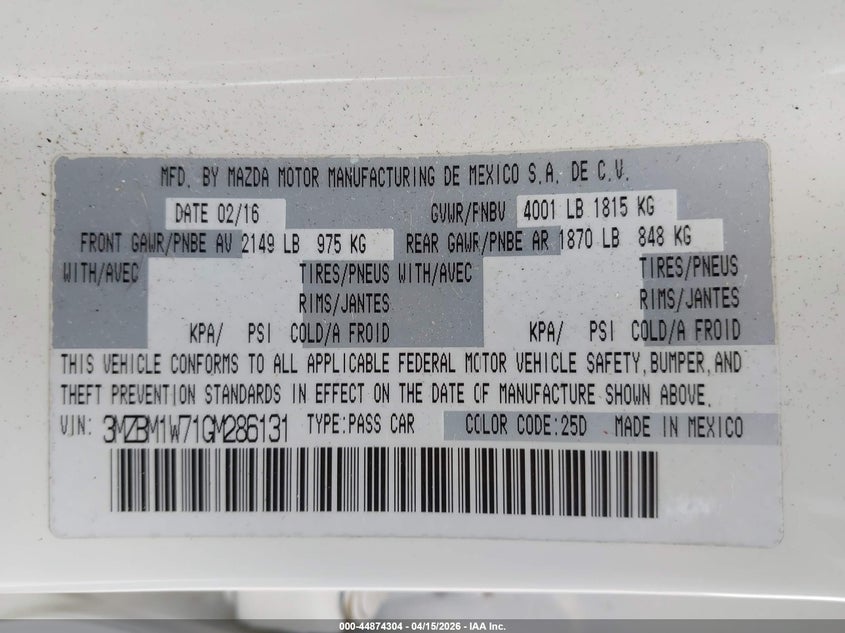 MFD. BY MAZDA MOTOR MANUFACTURING DE MEXICO S.A. DE C.V.
DATE 02/16 GVWR/PNBV 4001 LB 1815 KG
FRONT GAWR/PNBE AV 2149 LB 975 KG REAR GAWR/PNBE AR 1870 LB 848 KG
WITH/AVEC TIRES/PNEUS WITH/AVEC TIRES/PNEUS
RIMS/JANTES RIMS/JANTES
KPA/ PSI COLD/A FROID KPA/ PSI COLD/A FROID
THIS VEHICLE CONFORMS TO ALL APPLICABLE FEDERAL MOTOR VEHICLE SAFETY, BUMPER, AND
THEFT PREVENTION STANDARDS IN EFFECT ON THE DATE OF MANUFACTURE SHOWN ABOVE.
VIN: 3MZBM1W71GM286131 TYPE:PASS CAR COLOR CODE:25D MADE IN MEXICO
000-44874304 - 04/15/2026 - IAA Inc.